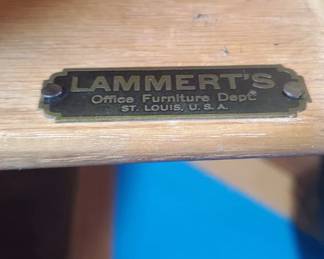 LAMMERT'S
Office Furniture Dept.
ST. LOUIS, U. S. A.